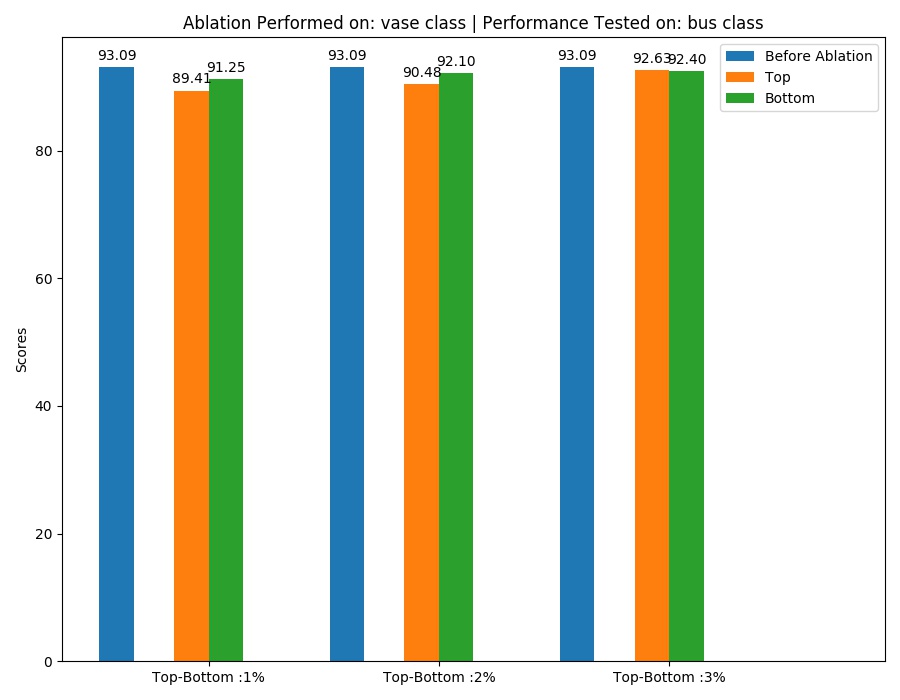 Ablation Performed on: vase class | Performance Tested on: bus class
Before Ablation
Top
Bottom
93.09
89.41
91.25
93.09
90.48
92.10
93.09
92.63
92.40
Scores
80
60
40
20
0
Top-Bottom :1%
Top-Bottom :2%
Top-Bottom :3%